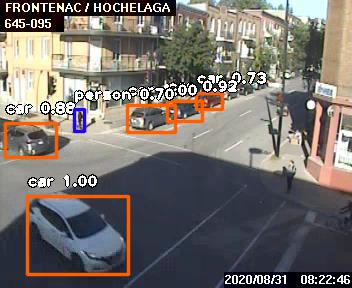 FRONTENAC / HOCHELAGA
645-095
car 0.73
person 0.70
0.92
car 0.88
car 1.00
2020/08/31 08:22:46